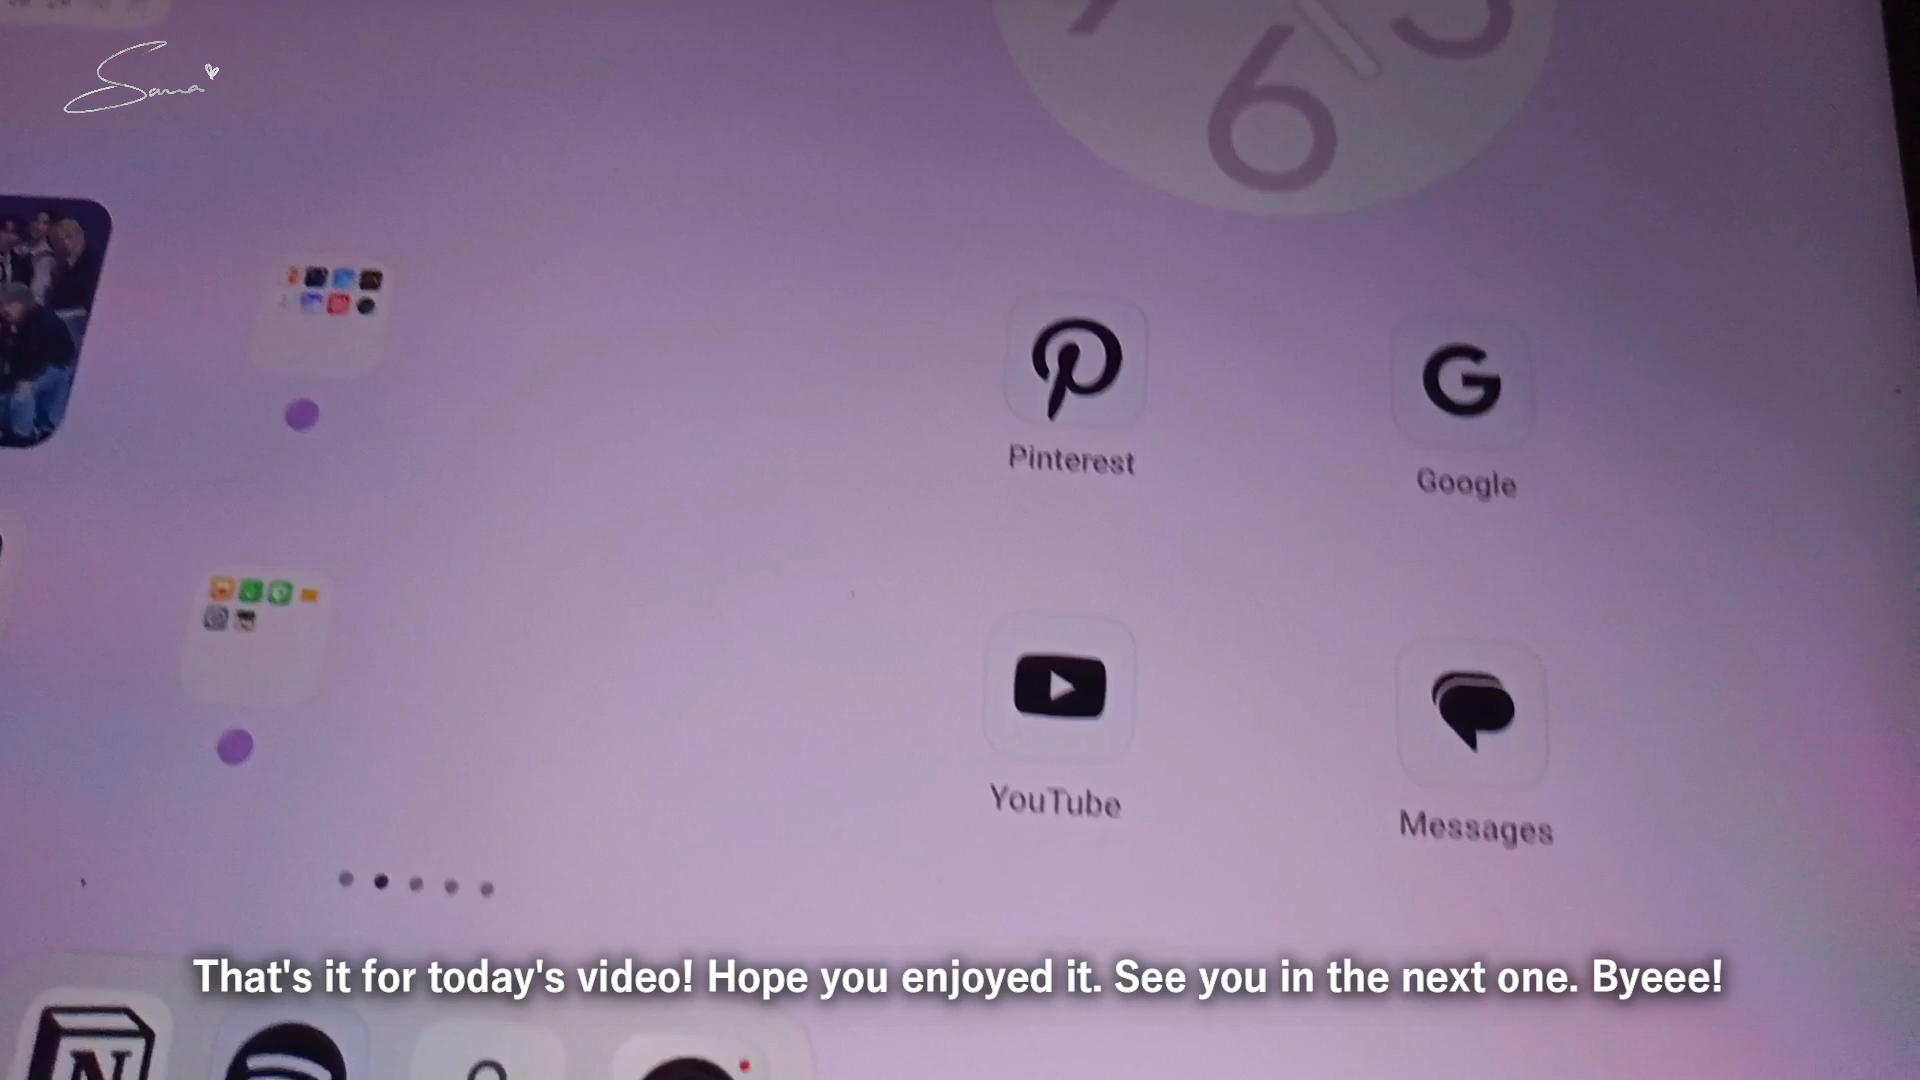 Sana
6
Pinterest
Google
YouTube
Messages
That's it for today's video! Hope you enjoyed it. See you in the next one. Byeee!
N